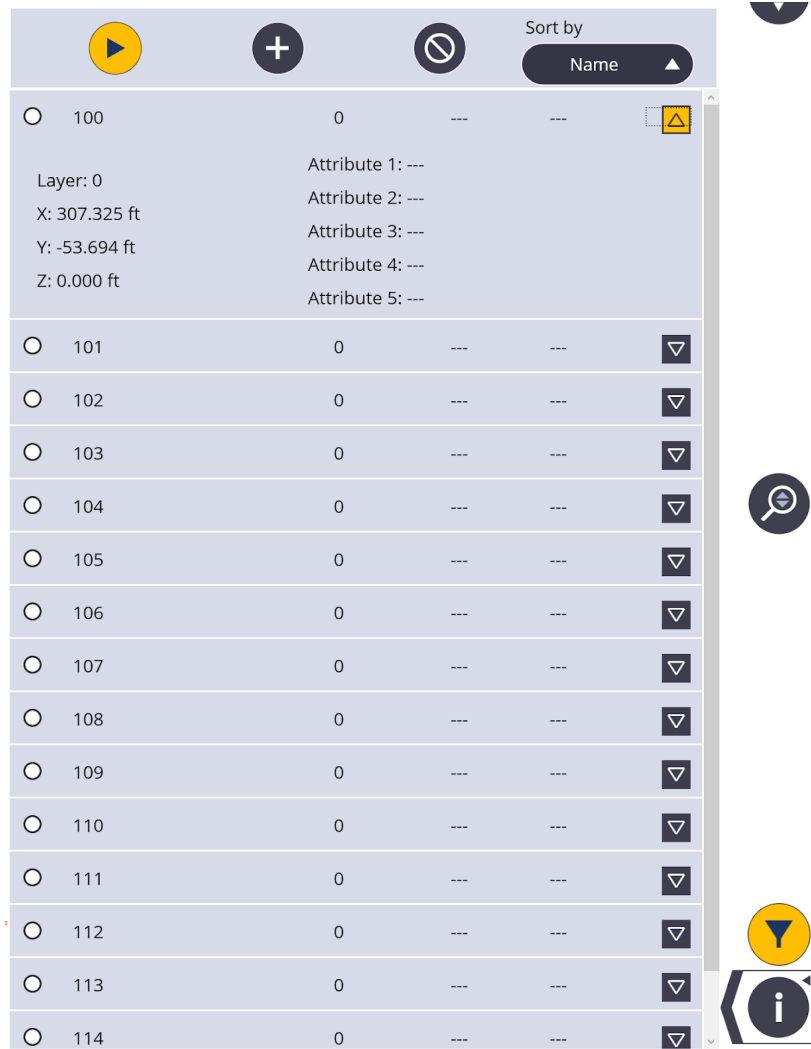 Sort by
Name
100 0 --- ---
Layer: 0
X: 307.325 ft
Y: -53.694 ft
Z: 0.000 ft
Attribute 1: ---
Attribute 2: ---
Attribute 3: ---
Attribute 4: ---
Attribute 5: ---
101 0 --- ---
102 0 --- ---
103 0 --- ---
104 0 --- ---
105 0 --- ---
106 0 --- ---
107 0 --- ---
108 0 --- ---
109 0 --- ---
110 0 --- ---
111 0 --- ---
112 0 --- ---
113 0 --- ---
114 0 --- ---
i